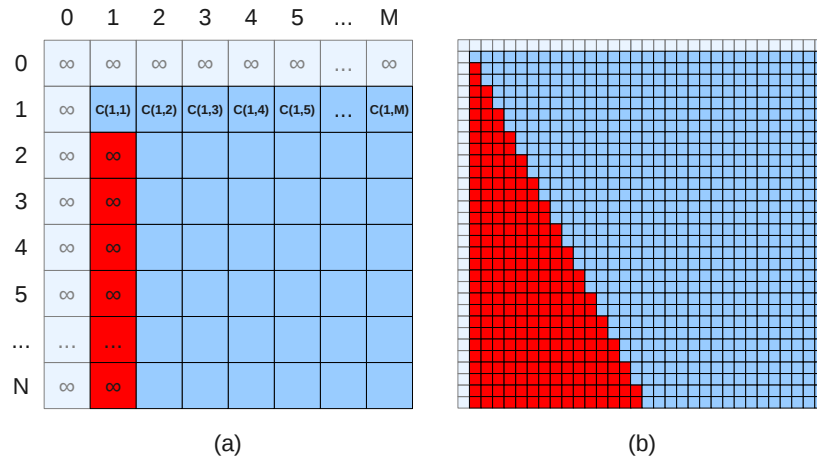 0 1 2 3 4 5 ... M
0 ∞ ∞ ∞ ∞ ∞ ∞ ... ∞
1 ∞ C(1,1) C(1,2) C(1,3) C(1,4) C(1,5) ... C(1,M)
2 ∞ ∞
3 ∞ ∞
4 ∞ ∞
5 ∞ ∞
... ... ...
N ∞ ∞
(a) (b)